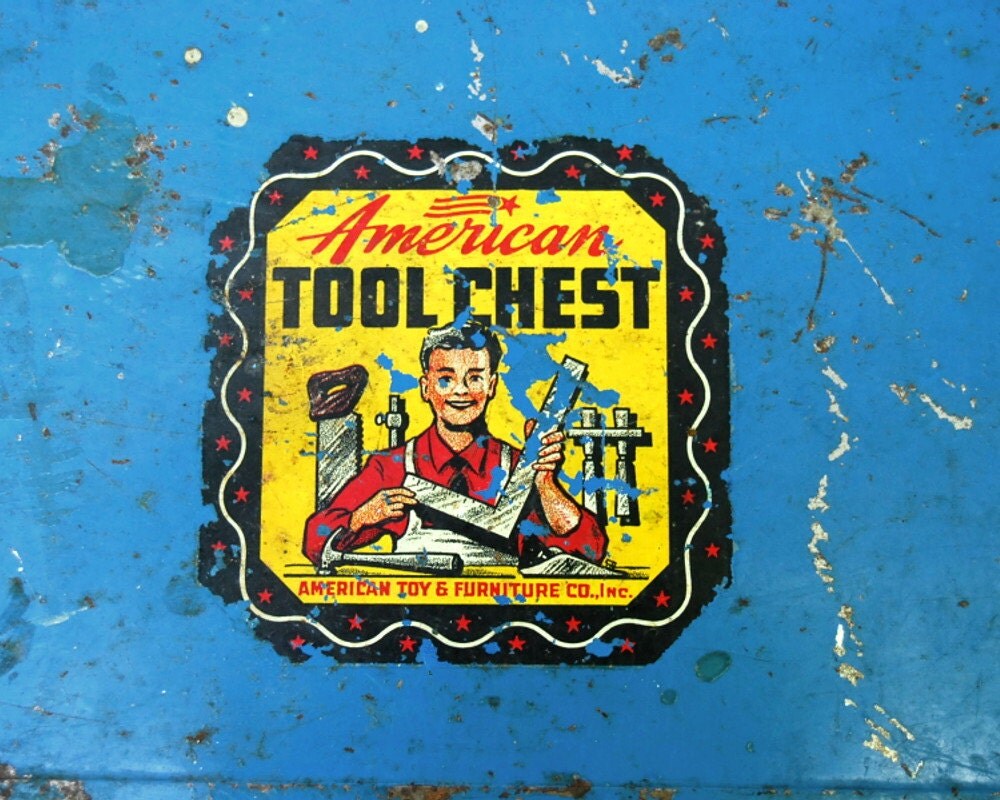 American
TOOL CHEST
AMERICAN TOY & FURNITURE CO., INC.